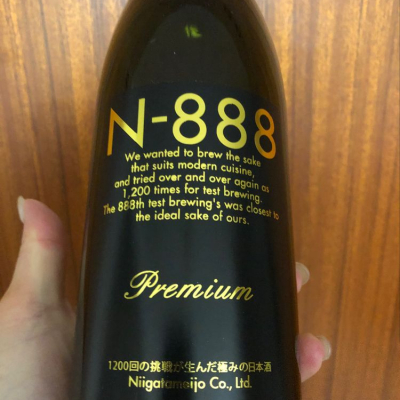 N-888
We wanted to brew the sake
that suits modern cuisine,
and tried over and over again as
1,200 times for test brewing.
The 888th test brewing's was closest to
the ideal sake of ours.
Premium
1200回の挑戦が生んだ極みの日本酒
Niigatameijo Co., Ltd.